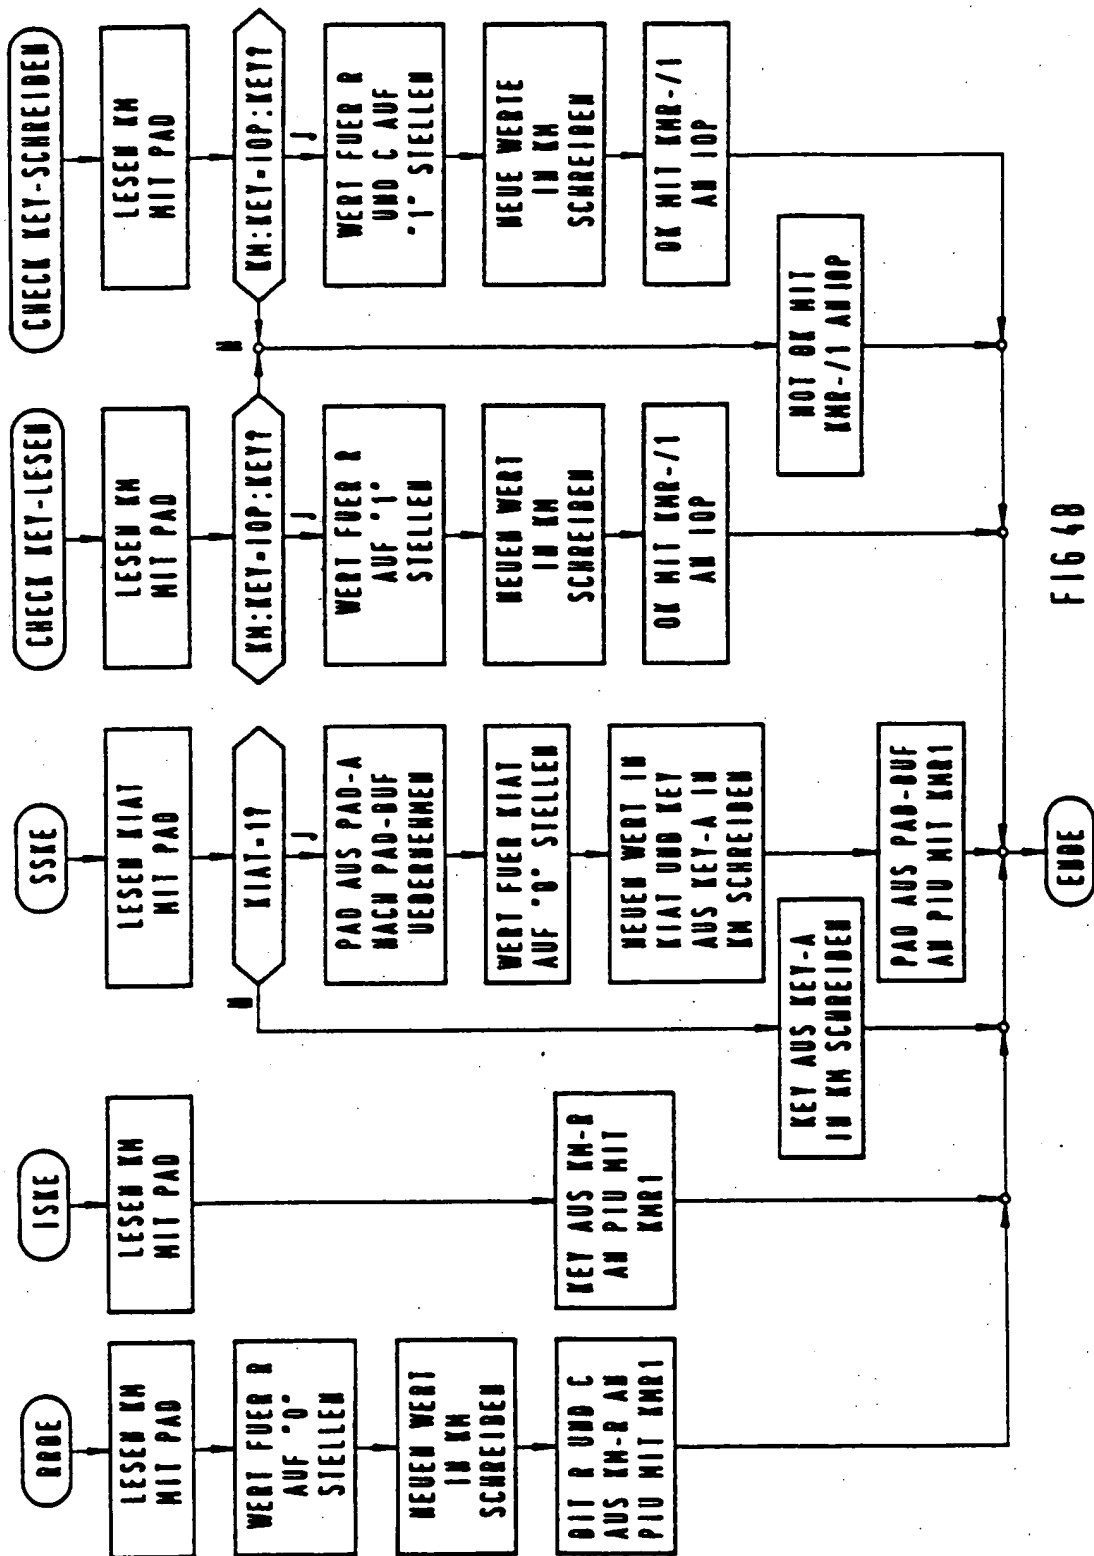 RRBE
LESEN KM
MIT PAD
WERT FUER R
AUF "0"
STELLEN
NEUEN WERT
IN KM
SCHREIBEN
BIT R UND C
AUS KM-R AN
PIU MIT KMR1
ISKE
LESEN KM
MIT PAD
KEY AUS KM-R
AN PIU MIT
KMR1
SSKE
LESEN KIAT
MIT PAD
KIAT=1?
N
J
PAD AUS PAD-A
NACH PAD-BUF
UEBERNEHMEN
WERT FUER KIAT
AUF "0" STELLEN
NEUEN WERT IN
KIAT UND KEY
AUS KEY-A IN
KM SCHREIBEN
KEY AUS KEY-A
IN KM SCHREIBEN
PAD AUS PAD-BUF
AN PIU MIT KMR1
CHECK KEY-LESEN
LESEN KM
MIT PAD
KM:KEY=IOP:KEY?
J
WERT FUER R
AUF "1"
STELLEN
NEUEN WERT
IN KM
SCHREIBEN
OK MIT KMR-/1
AN IOP
N
NOT OK MIT
KMR-/1 AN IOP
CHECK KEY-SCHREIBEN
LESEN KM
MIT PAD
KM:KEY=IOP:KEY?
J
WERT FUER R
UND C AUF
"1" STELLEN
NEUE WERTE
IN KM
SCHREIBEN
OK MIT KMR-/1
AN IOP
ENDE
FIG 4B